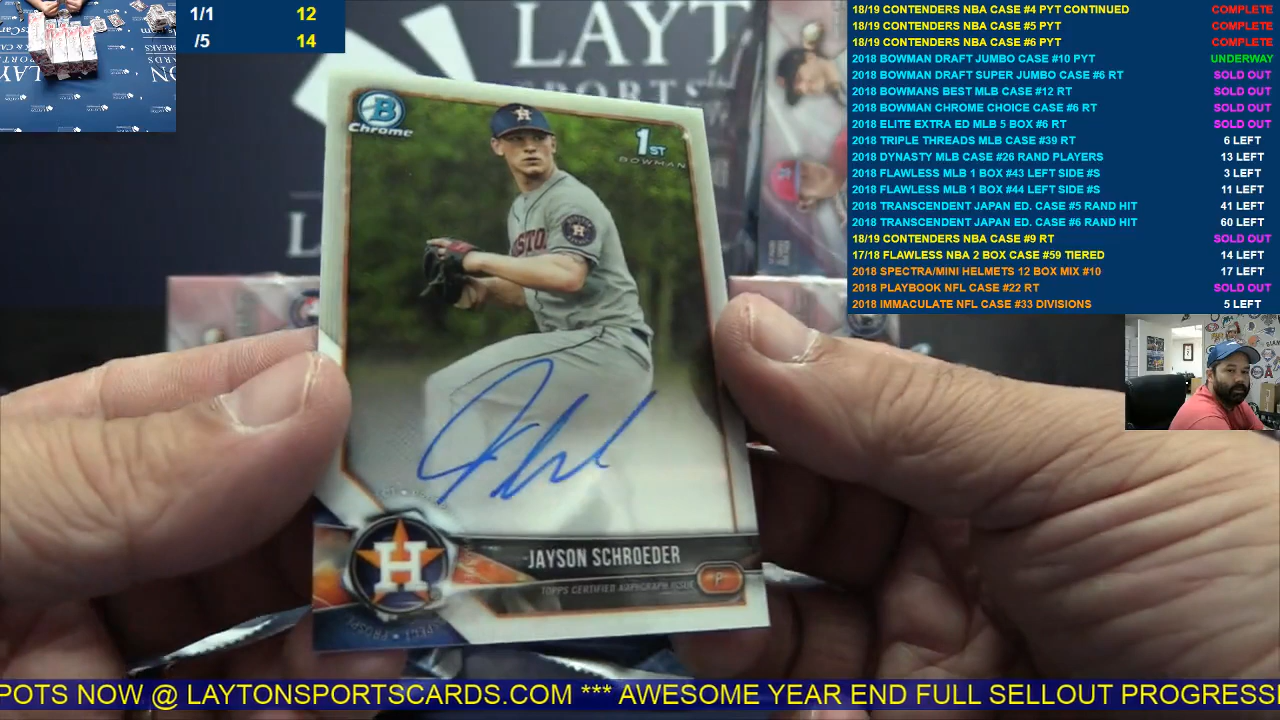 1/1 12
/5 14
LAYT
PORTS
18/19 CONTENDERS NBA CASE #4 PYT CONTINUED COMPLETE
18/19 CONTENDERS NBA CASE #5 PYT COMPLETE
18/19 CONTENDERS NBA CASE #6 PYT COMPLETE
2018 BOWMAN DRAFT JUMBO CASE #10 PYT UNDERWAY
2018 BOWMAN DRAFT SUPER JUMBO CASE #6 RT SOLD OUT
2018 BOWMANS BEST MLB CASE #12 RT SOLD OUT
2018 BOWMAN CHROME CHOICE CASE #6 RT SOLD OUT
2018 ELITE EXTRA ED MLB 5 BOX #6 RT SOLD OUT
2018 TRIPLE THREADS MLB CASE #39 RT 6 LEFT
2018 DYNASTY MLB CASE #26 RAND PLAYERS 13 LEFT
2018 FLAWLESS MLB 1 BOX #43 LEFT SIDE #S 3 LEFT
2018 FLAWLESS MLB 1 BOX #44 LEFT SIDE #S 11 LEFT
2018 TRANSCENDENT JAPAN ED. CASE #5 RAND HIT 41 LEFT
2018 TRANSCENDENT JAPAN ED. CASE #6 RAND HIT 60 LEFT
18/19 CONTENDERS NBA CASE #9 RT SOLD OUT
17/18 FLAWLESS NBA 2 BOX CASE #59 TIERED 14 LEFT
2018 SPECTRA/MINI HELMETS 12 BOX MIX #10 17 LEFT
2018 PLAYBOOK NFL CASE #22 RT SOLD OUT
2018 IMMACULATE NFL CASE #33 DIVISIONS 5 LEFT
B
Chrome
1ST
BOWMAN
H
H
JAYSON SCHROEDER
TOPPS CERTIFIED AUTOGRAPH ISSUE
P
POTS NOW @ LAYTONSPORTSCARDS.COM *** AWESOME YEAR END FULL SELLOUT PROGRESS